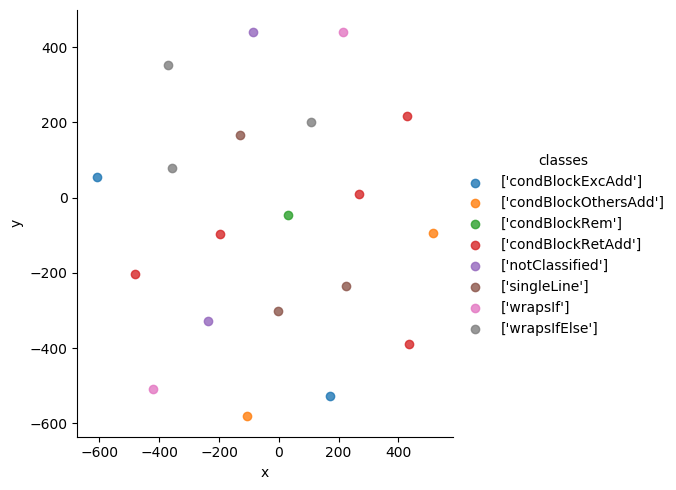 400
200
0
−200
−400
−600
y
−600
−400
−200
0
200
400
x
classes
['condBlockExcAdd']
['condBlockOthersAdd']
['condBlockRem']
['condBlockRetAdd']
['notClassified']
['singleLine']
['wrapsIf']
['wrapsIfElse']